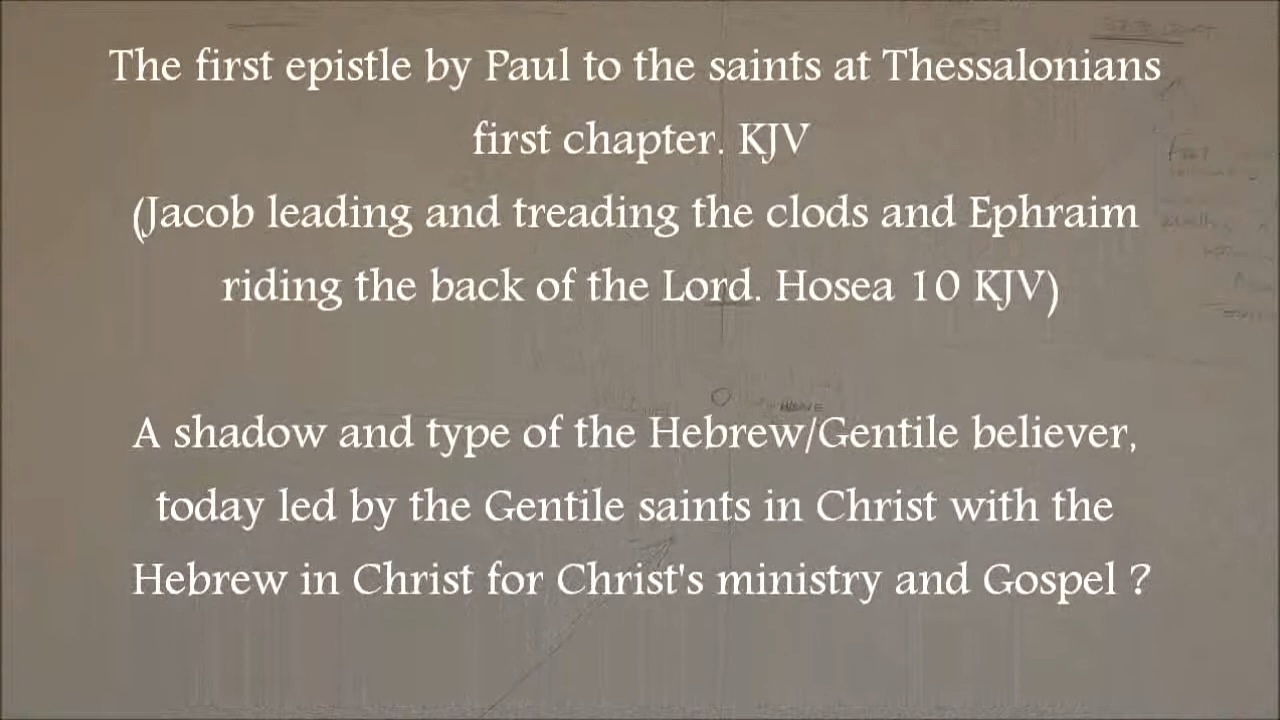 The first epistle by Paul to the saints at Thessalonians
first chapter. KJV
(Jacob leading and treading the clods and Ephraim
riding the back of the Lord. Hosea 10 KJV)
A shadow and type of the Hebrew/Gentile believer,
today led by the Gentile saints in Christ with the
Hebrew in Christ for Christ's ministry and Gospel ?